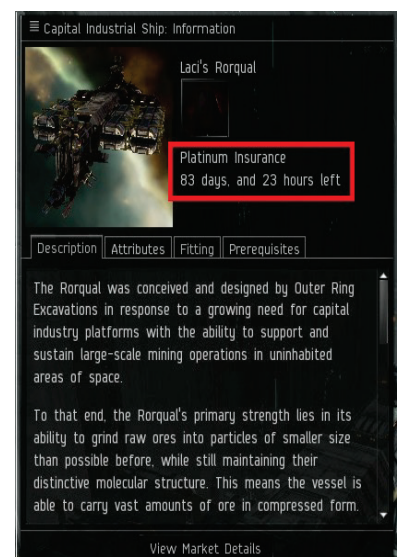 Capital Industrial Ship: Information
Laci's Rorqual
Platinum Insurance
83 days, and 23 hours left
Description Attributes Fitting Prerequisites
The Rorqual was conceived and designed by Outer Ring
Excavations in response to a growing need for capital
industry platforms with the ability to support and
sustain large-scale mining operations in uninhabited
areas of space.
To that end, the Rorqual's primary strength lies in its
ability to grind raw ores into particles of smaller size
than possible before, while still maintaining their
distinctive molecular structure. This means the vessel is
able to carry vast amounts of ore in compressed form.
View Market Details